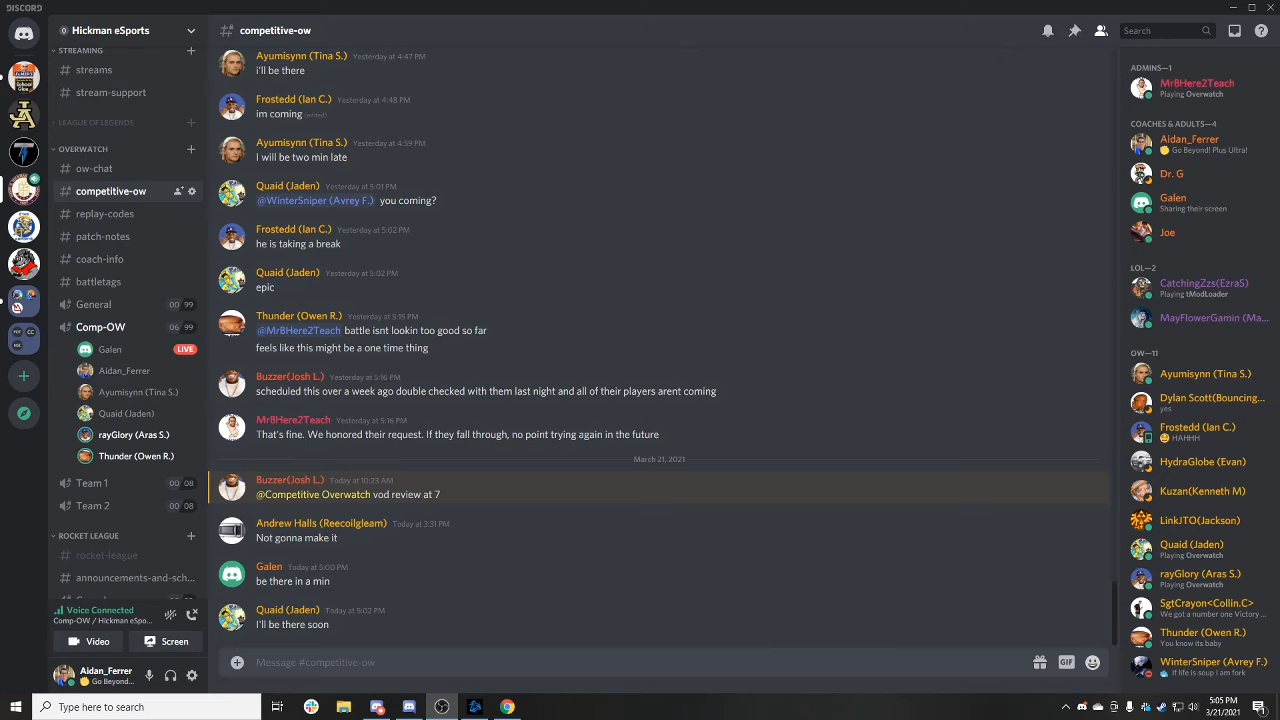 DISCORD
Hickman eSports
STREAMING
streams
stream-support
LEAGUE OF LEGENDS
OVERWATCH
ow-chat
competitive-ow
replay-codes
patch-notes
coach-info
battletags
General 00 99
Comp-OW 06 99
Galen LIVE
Aidan_Ferrer
Ayumisynn (Tina S.)
Quaid (Jaden)
rayGlory (Aras S.)
Thunder (Owen R.)
Team 1 00 08
Team 2 00 08
ROCKET LEAGUE
rocket-league
announcements-and-sch...
Voice Connected
Comp-OW / Hickman eSpo...
Video Screen
Aidan_Ferrer
Go Beyond! ...
competitive-ow
Search
Ayumisynn (Tina S.) Yesterday at 4:47 PM
i'll be there
Frostedd (Ian C.) Yesterday at 4:48 PM
im coming (edited)
Ayumisynn (Tina S.) Yesterday at 4:59 PM
I will be two min late
Quaid (Jaden) Yesterday at 5:01 PM
@WinterSniper (Avrey F.) you coming?
Frostedd (Ian C.) Yesterday at 5:02 PM
he is taking a break
Quaid (Jaden) Yesterday at 5:02 PM
epic
Thunder (Owen R.) Yesterday at 5:15 PM
@MrBHere2Teach battle isnt lookin too good so far
feels like this might be a one time thing
Buzzer(Josh L.) Yesterday at 5:16 PM
scheduled this over a week ago double checked with them last night and all of their players arent coming
MrBHere2Teach Yesterday at 5:16 PM
That's fine. We honored their request. If they fall through, no point trying again in the future
March 21, 2021
Buzzer(Josh L.) Today at 10:23 AM
@Competitive Overwatch vod review at 7
Andrew Halls (Reecoilgleam) Today at 3:31 PM
Not gonna make it
Galen Today at 5:00 PM
be there in a min
Quaid (Jaden) Today at 5:02 PM
I'll be there soon
Message #competitive-ow
GIF
ADMINS—1
MrBHere2Teach
Playing Overwatch
COACHES & ADULTS—4
Aidan_Ferrer
Go Beyond! Plus Ultra!
Dr. G
Galen
Sharing their screen
Joe
LOL—2
CatchingZzs(EzraS)
Playing tModLoader
MayFlowerGamin (Ma...
OW—11
Ayumisynn (Tina S.)
Dylan Scott(Bouncing...
yes
Frostedd (Ian C.)
HAHHH
HydraGlobe (Evan)
Kuzan(Kenneth M)
LinkJTO(Jackson)
Quaid (Jaden)
Playing Overwatch
rayGlory (Aras S.)
Playing Overwatch
SgtCrayon<Collin.C>
We got a number one Victory ...
Thunder (Owen R.)
You know its baby
WinterSniper (Avrey F.)
If life is soup I am fork
Type here to search
5:05 PM
3/21/2021